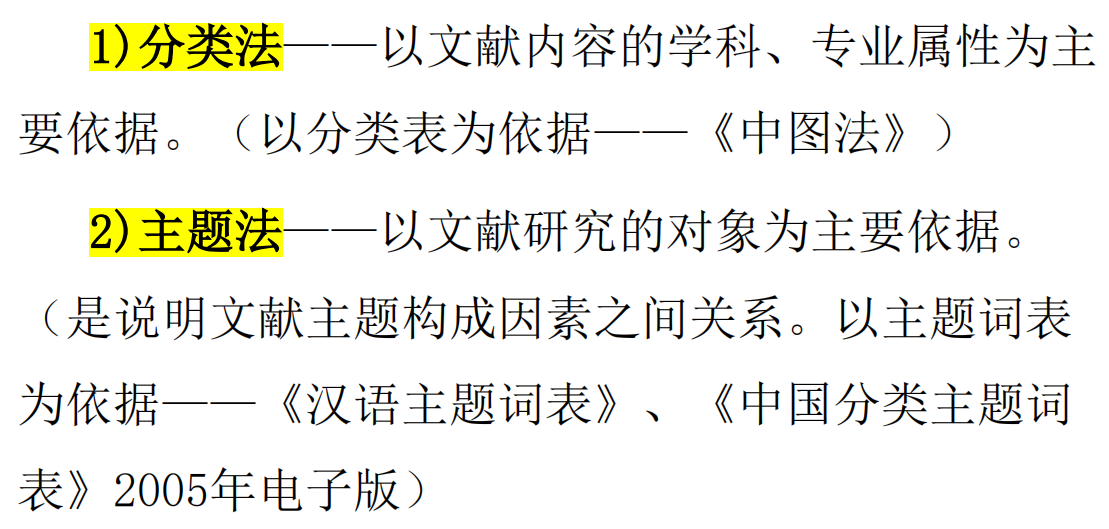 1)分类法——以文献内容的学科、专业属性为主
要依据。（以分类表为依据——《中图法》）
2)主题法——以文献研究的对象为主要依据。
（是说明文献主题构成因素之间关系。以主题词表
为依据——《汉语主题词表》、《中国分类主题词
表》2005年电子版）